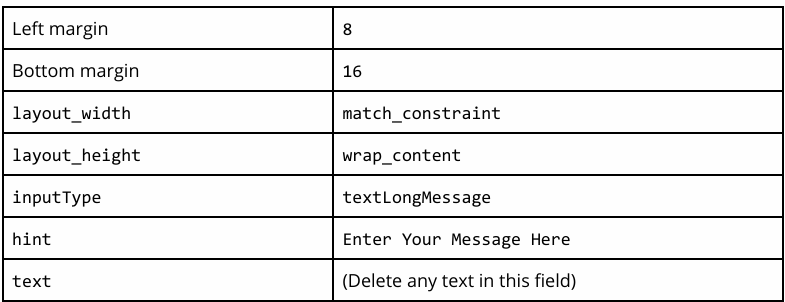 Left margin 8
Bottom margin 16
layout_width match_constraint
layout_height wrap_content
inputType textLongMessage
hint Enter Your Message Here
text (Delete any text in this field)